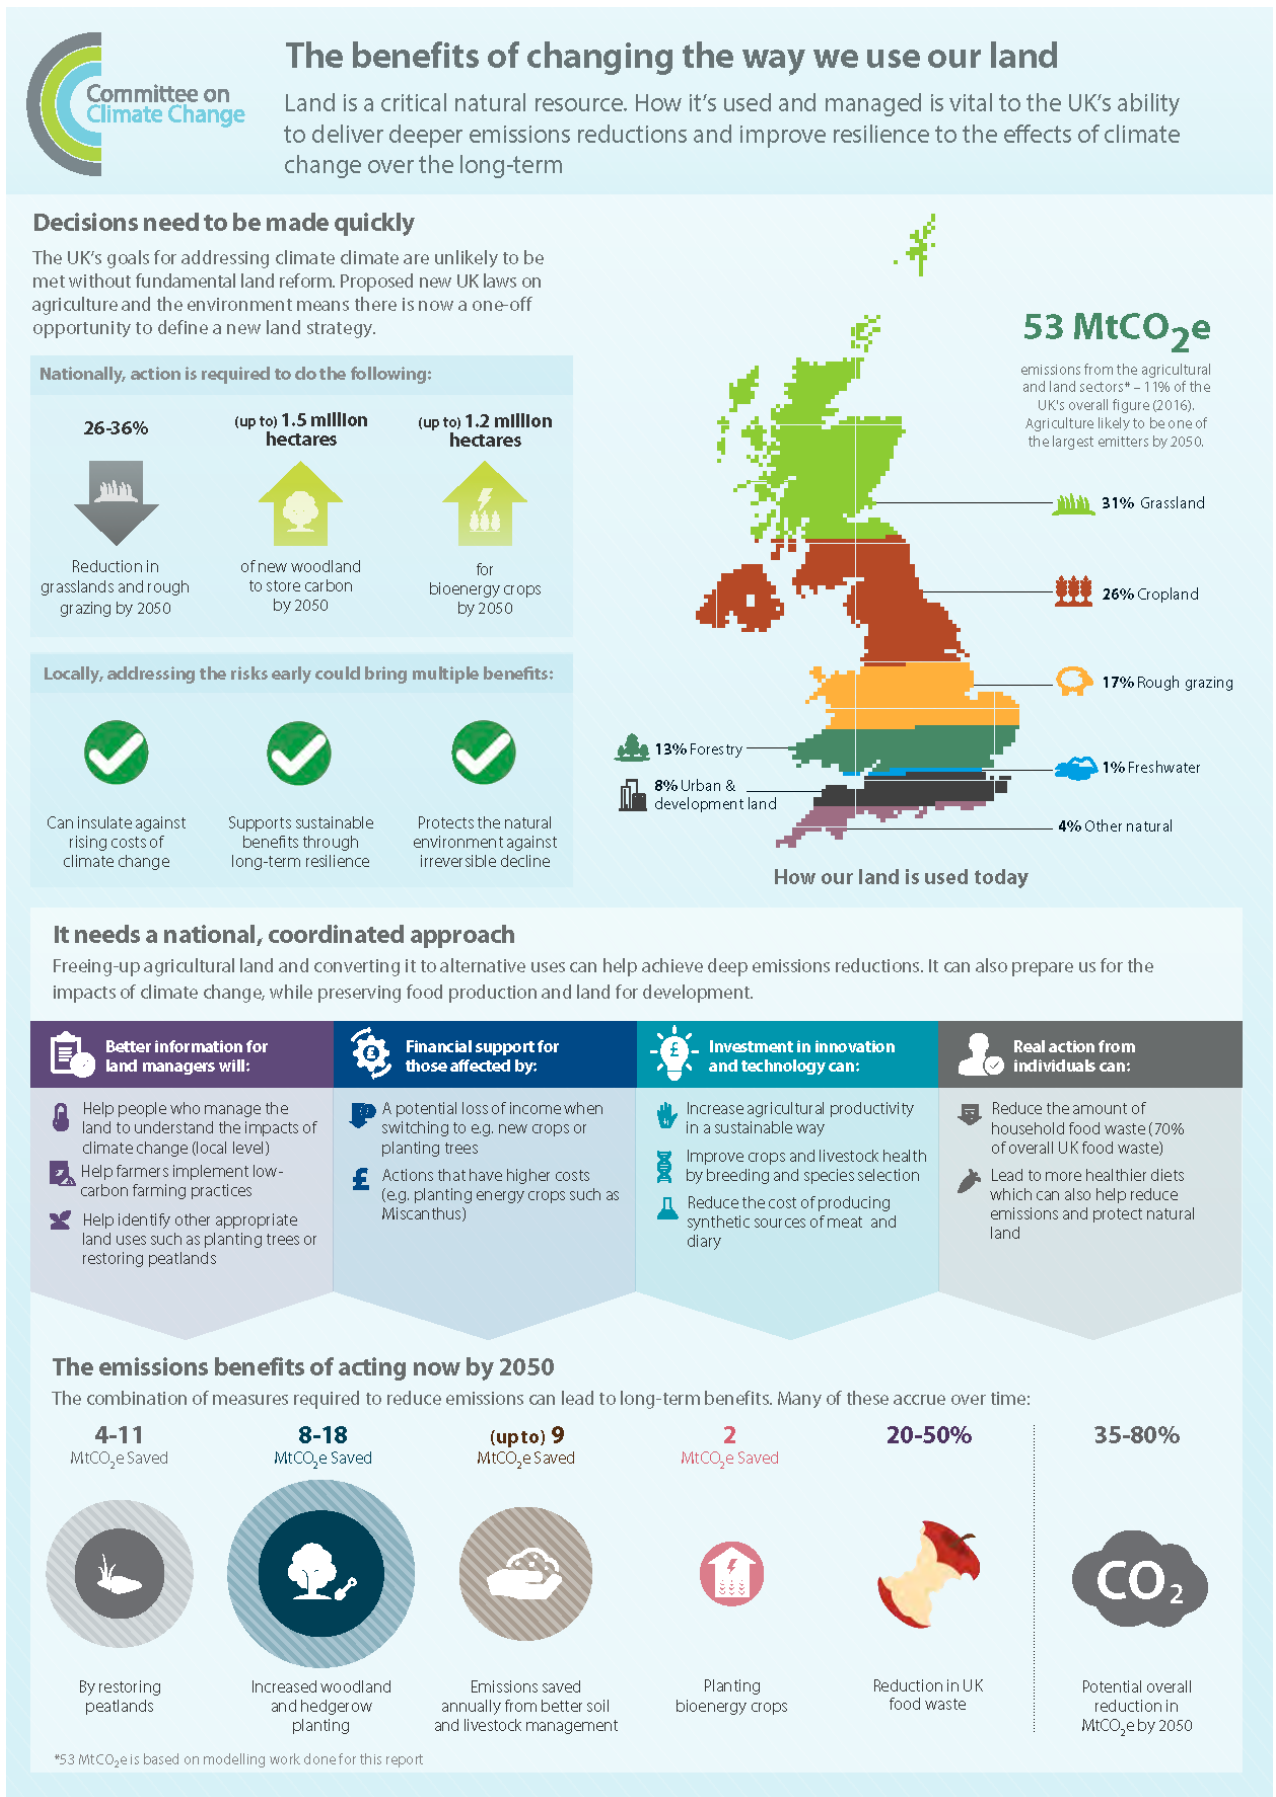 Committee on
Climate Change
The benefits of changing the way we use our land
Land is a critical natural resource. How it's used and managed is vital to the UK's ability
to deliver deeper emissions reductions and improve resilience to the effects of climate
change over the long-term
Decisions need to be made quickly
The UK's goals for addressing climate climate are unlikely to be
met without fundamental land reform. Proposed new UK laws on
agriculture and the environment means there is now a one-off
opportunity to define a new land strategy.
Nationally, action is required to do the following:
26-36%
Reduction in
grasslands and rough
grazing by 2050
(up to) 1.5 million
hectares
of new woodland
to store carbon
by 2050
(up to) 1.2 million
hectares
for
bioenergy crops
by 2050
Locally, addressing the risks early could bring multiple benefits:
Can insulate against
rising costs of
climate change
Supports sustainable
benefits through
long-term resilience
Protects the natural
environment against
irreversible decline
53 MtCO₂e
emissions from the agricultural
and land sectors* – 11% of the
UK's overall figure (2016).
Agriculture likely to be one of
the largest emitters by 2050.
31% Grassland
26% Cropland
17% Rough grazing
13% Forestry
1% Freshwater
8% Urban &
development land
4% Other natural
How our land is used today
It needs a national, coordinated approach
Freeing-up agricultural land and converting it to alternative uses can help achieve deep emissions reductions. It can also prepare us for the
impacts of climate change, while preserving food production and land for development.
Better information for
land managers will:
Help people who manage the
land to understand the impacts of
climate change (local level)
Help farmers implement low-
carbon farming practices
Help identify other appropriate
land uses such as planting trees or
restoring peatlands
Financial support for
those affected by:
A potential loss of income when
switching to e.g. new crops or
planting trees
Actions that have higher costs
(e.g. planting energy crops such as
Miscanthus)
Investment in innovation
and technology can:
Increase agricultural productivity
in a sustainable way
Improve crops and livestock health
by breeding and species selection
Reduce the cost of producing
synthetic sources of meat and
diary
Real action from
individuals can:
Reduce the amount of
household food waste (70%
of overall UK food waste)
Lead to more healthier diets
which can also help reduce
emissions and protect natural
land
The emissions benefits of acting now by 2050
The combination of measures required to reduce emissions can lead to long-term benefits. Many of these accrue over time:
4-11
MtCO₂e Saved
By restoring
peatlands
8-18
MtCO₂e Saved
Increased woodland
and hedgerow
planting
(up to) 9
MtCO₂e Saved
Emissions saved
annually from better soil
and livestock management
2
MtCO₂e Saved
Planting
bioenergy crops
20-50%
Reduction in UK
food waste
35-80%
CO₂
Potential overall
reduction in
MtCO₂e by 2050
*53 MtCO₂e is based on modelling work done for this report